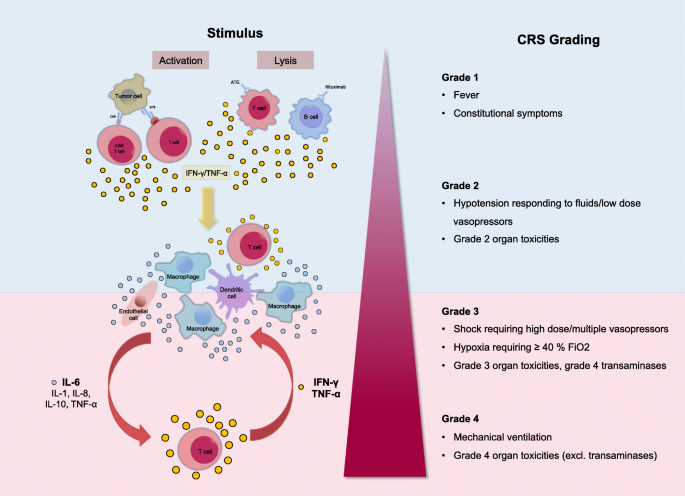 Stimulus
Activation
Lysis
Tumor cell
CAR
BiTE
CAR
T cell
T cell
ATG
T cell
Rituximab
B cell
IFN-γ/TNF-α
T cell
Macrophage
Dendritic
cell
Macrophage
Endothelial
cell
Macrophage
IL-6
IL-1, IL-8,
IL-10, TNF-α
IFN-γ
TNF-α
T cell
CRS Grading
Grade 1
• Fever
• Constitutional symptoms
Grade 2
• Hypotension responding to fluids/low dose
vasopressors
• Grade 2 organ toxicities
Grade 3
• Shock requiring high dose/multiple vasopressors
• Hypoxia requiring ≥ 40 % FiO2
• Grade 3 organ toxicities, grade 4 transaminases
Grade 4
• Mechanical ventilation
• Grade 4 organ toxicities (excl. transaminases)